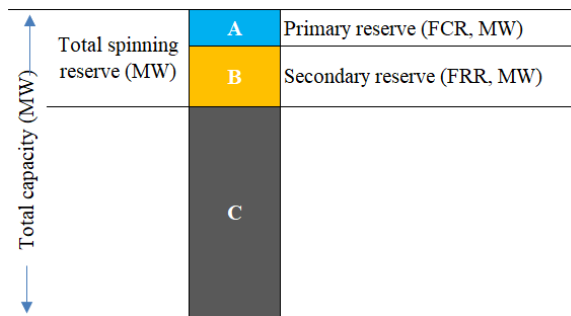 Total capacity (MW)
Total spinning
reserve (MW)
A
Primary reserve (FCR, MW)
B
Secondary reserve (FRR, MW)
C